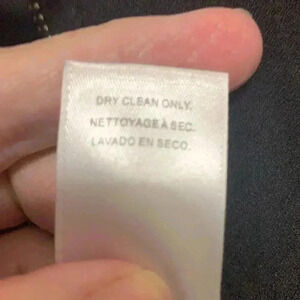 DRY CLEAN ONLY.
NETTOYAGE À SEC.
LAVADO EN SECO.